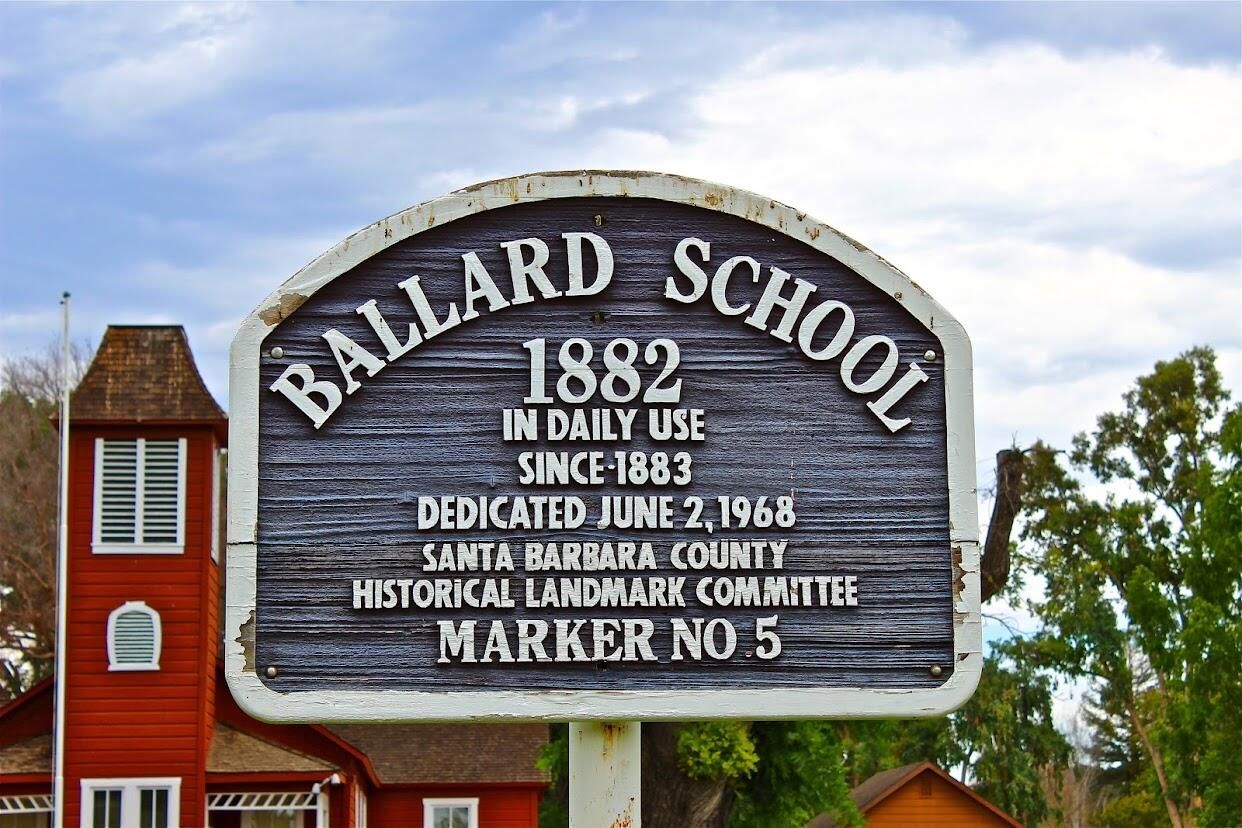 BALLARD SCHOOL
1882
IN DAILY USE
SINCE·1883
DEDICATED JUNE 2, 1968
SANTA BARBARA COUNTY
HISTORICAL LANDMARK COMMITTEE
MARKER NO 5